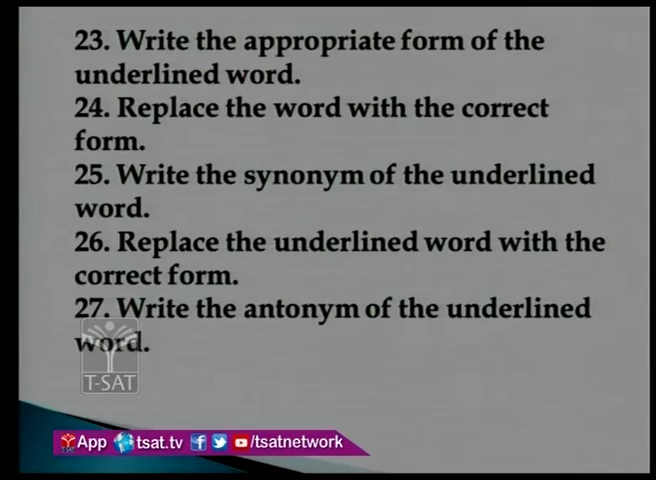 23. Write the appropriate form of the
underlined word.
24. Replace the word with the correct
form.
25. Write the synonym of the underlined
word.
26. Replace the underlined word with the
correct form.
27. Write the antonym of the underlined
word.
T-SAT
App tsat.tv /tsatnetwork